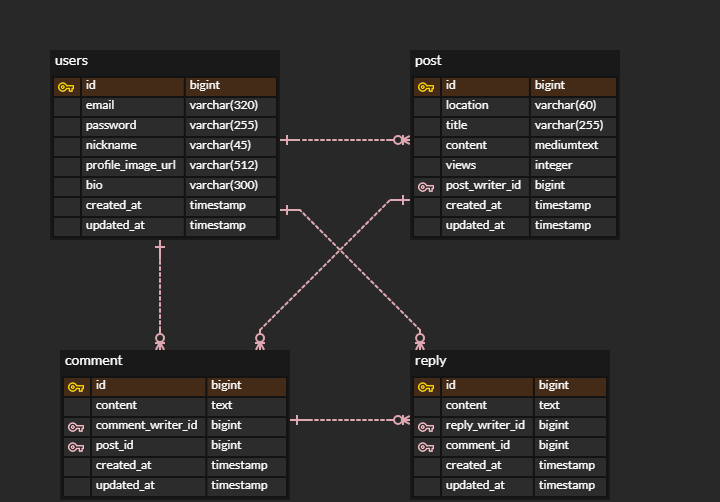 users
id bigint
email varchar(320)
password varchar(255)
nickname varchar(45)
profile_image_url varchar(512)
bio varchar(300)
created_at timestamp
updated_at timestamp
post
id bigint
location varchar(60)
title varchar(255)
content mediumtext
views integer
post_writer_id bigint
created_at timestamp
updated_at timestamp
comment
id bigint
content text
comment_writer_id bigint
post_id bigint
created_at timestamp
updated_at timestamp
reply
id bigint
content text
reply_writer_id bigint
comment_id bigint
created_at timestamp
updated_at timestamp